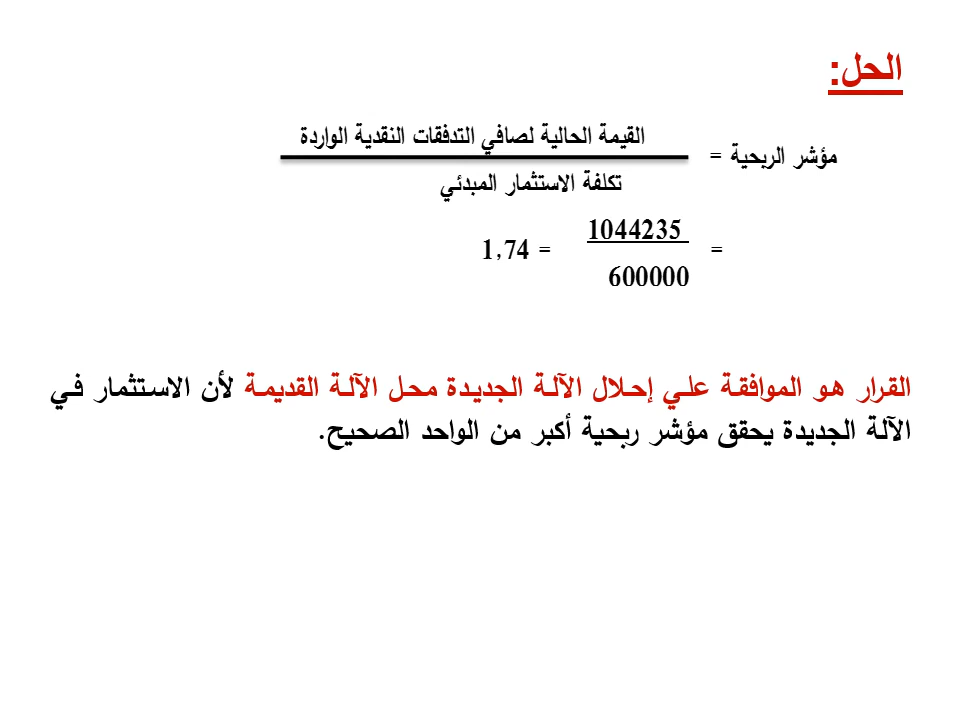 الحل:
القيمة الحالية لصافي التدفقات النقدية الواردة
مؤشر الربحية =
تكلفة الاستثمار المبدئي
1044235
= = 1,74
600000
القرار هو الموافقة علي إحلال الآلة الجديدة محل الآلة القديمة لأن الاستثمار في
الآلة الجديدة يحقق مؤشر ربحية أكبر من الواحد الصحيح.